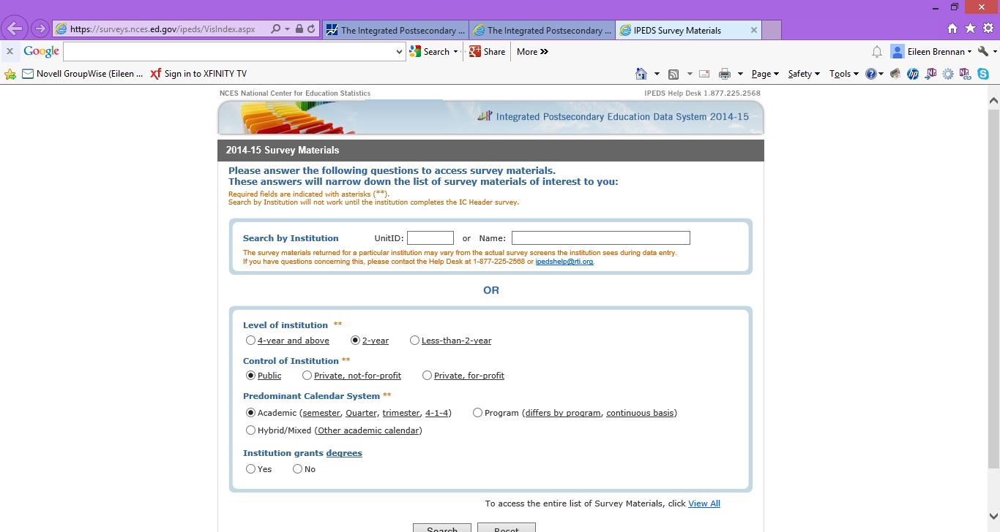 https://surveys.nces.ed.gov/ipeds/VisIndex.aspx
The Integrated Postsecondary ...
The Integrated Postsecondary ...
IPEDS Survey Materials
x Google Search Share More » Eileen Brennan
Novell GroupWise (Eileen ... Sign in to XFINITY TV Page Safety Tools
NCES National Center for Education Statistics IPEDS Help Desk 1.877.225.2568
Integrated Postsecondary Education Data System 2014-15
2014-15 Survey Materials
Please answer the following questions to access survey materials.
These answers will narrow down the list of survey materials of interest to you:
Required fields are indicated with asterisks (**).
Search by Institution will not work until the institution completes the IC Header survey.
Search by Institution UnitID: or Name:
The survey materials returned for a particular institution may vary from the actual survey screens the institution sees during data entry.
If you have questions concerning this, please contact the Help Desk at 1-877-225-2568 or ipedshelp@rti.org.
OR
Level of institution **
4-year and above 2-year Less-than-2-year
Control of Institution **
Public Private, not-for-profit Private, for-profit
Predominant Calendar System **
Academic (semester, Quarter, trimester, 4-1-4) Program (differs by program, continuous basis)
Hybrid/Mixed (Other academic calendar)
Institution grants degrees
Yes No
To access the entire list of Survey Materials, click View All
Search Reset